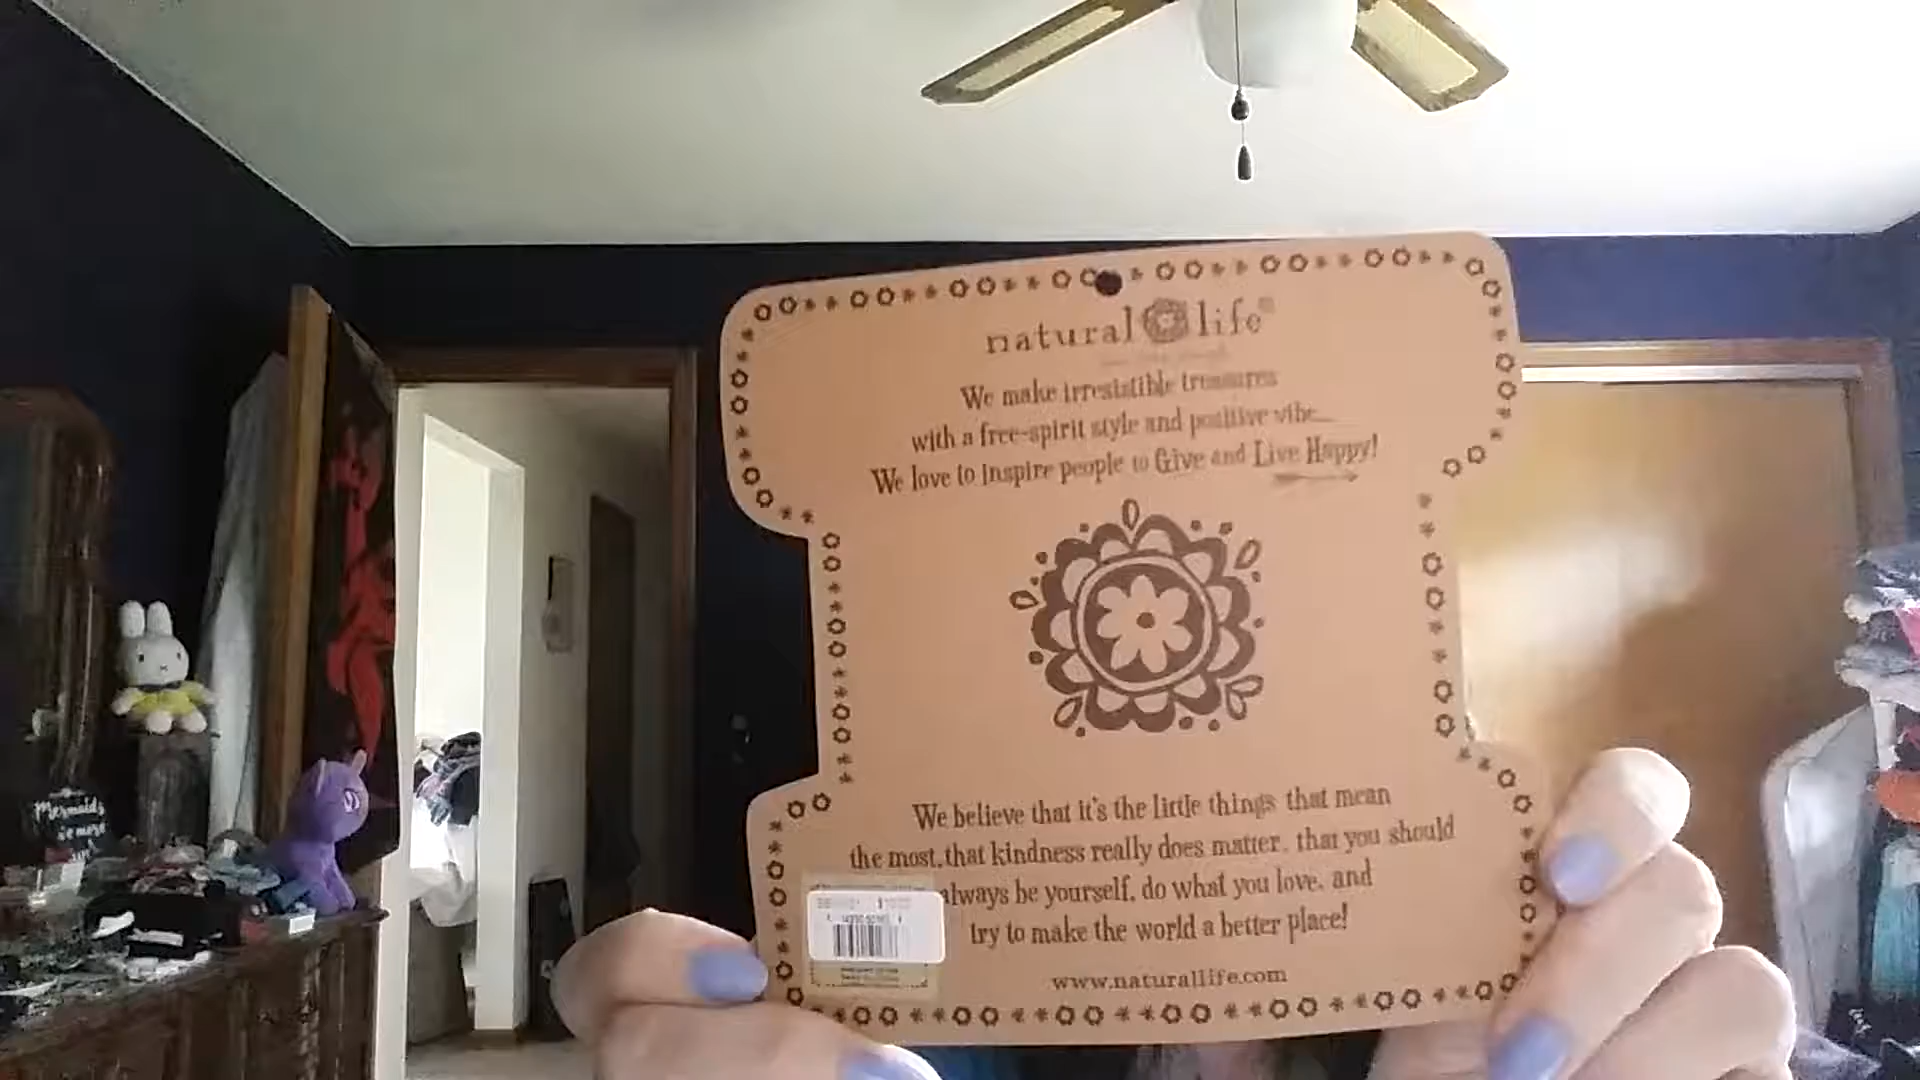 natural life
We make irresistible treasures
with a free-spirit style and positive vibe
We love to inspire people to Give and Live Happy!
We believe that it's the little things that mean
the most, that kindness really does matter, that you should
always be yourself, do what you love, and
try to make the world a better place!
www.naturallife.com
Mermaids